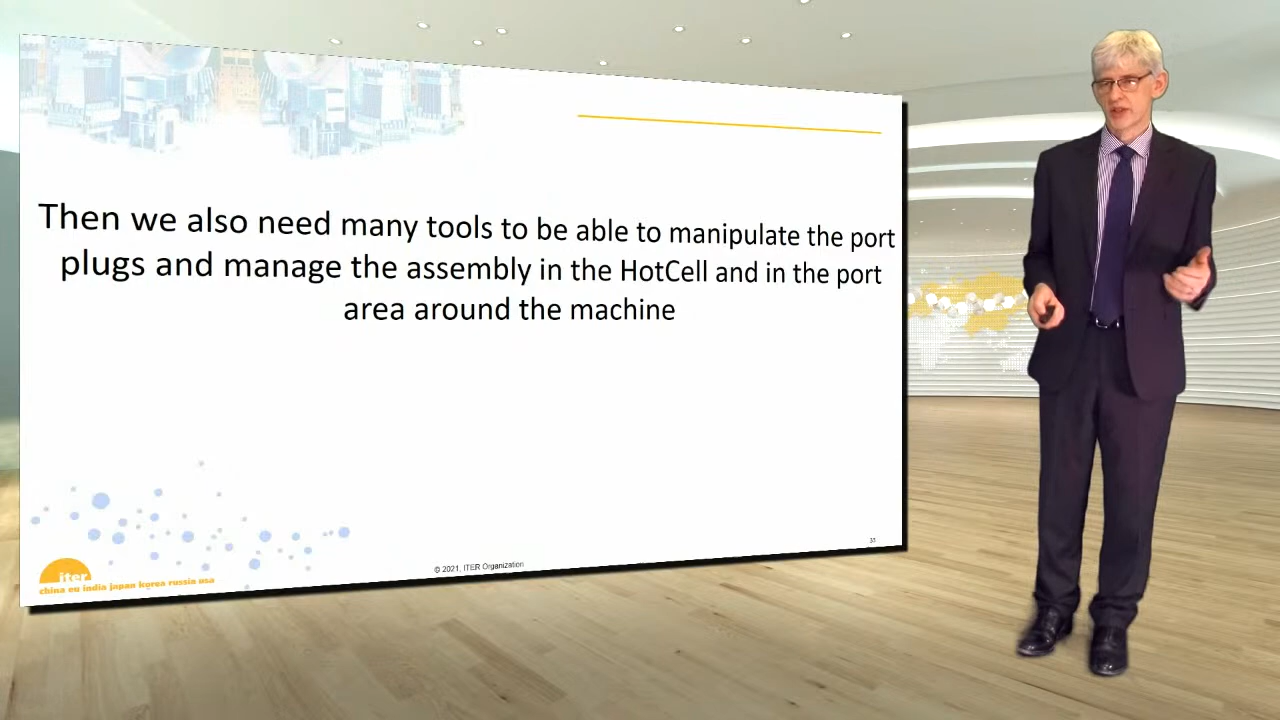 Then we also need many tools to be able to manipulate the port
plugs and manage the assembly in the HotCell and in the port
area around the machine
33
© 2021, ITER Organization
iter
china eu india japan korea russia usa